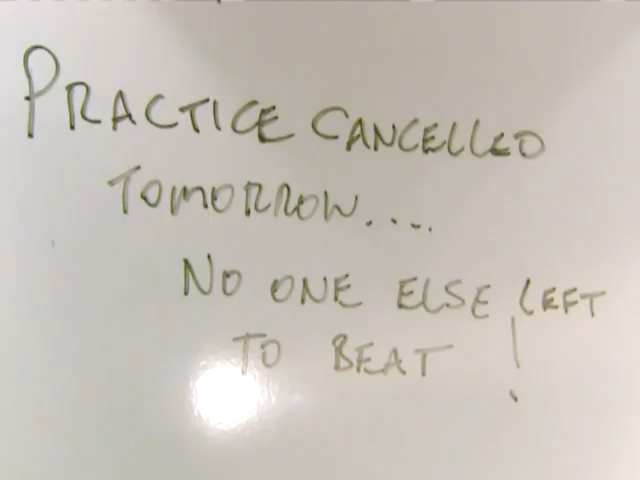 PRACTICE CANCELLED
TOMORROW....
NO ONE ELSE LEFT
TO BEAT !